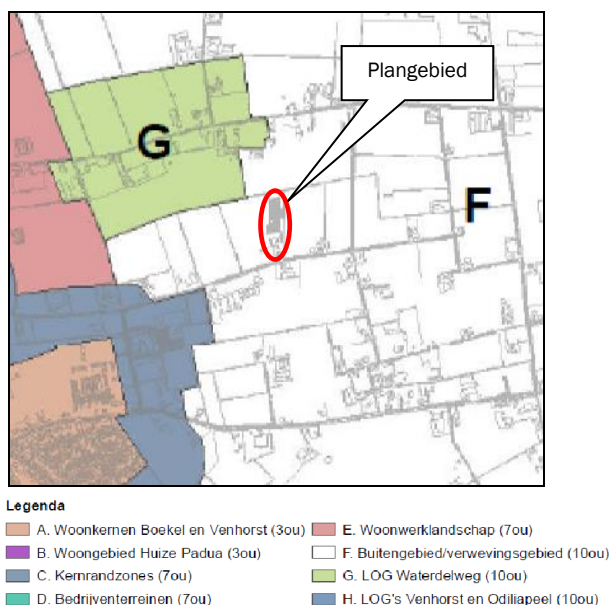 Plangebied
G
F
Legenda
A. Woonkernen Boekel en Venhorst (3ou)
E. Woonwerklandschap (7ou)
B. Woongebied Huize Padua (3ou)
F. Buitengebied/verwevingsgebied (10ou)
C. Kernrandzones (7ou)
G. LOG Waterdelweg (10ou)
D. Bedrijventerreinen (7ou)
H. LOG's Venhorst en Odiliapeel (10ou)